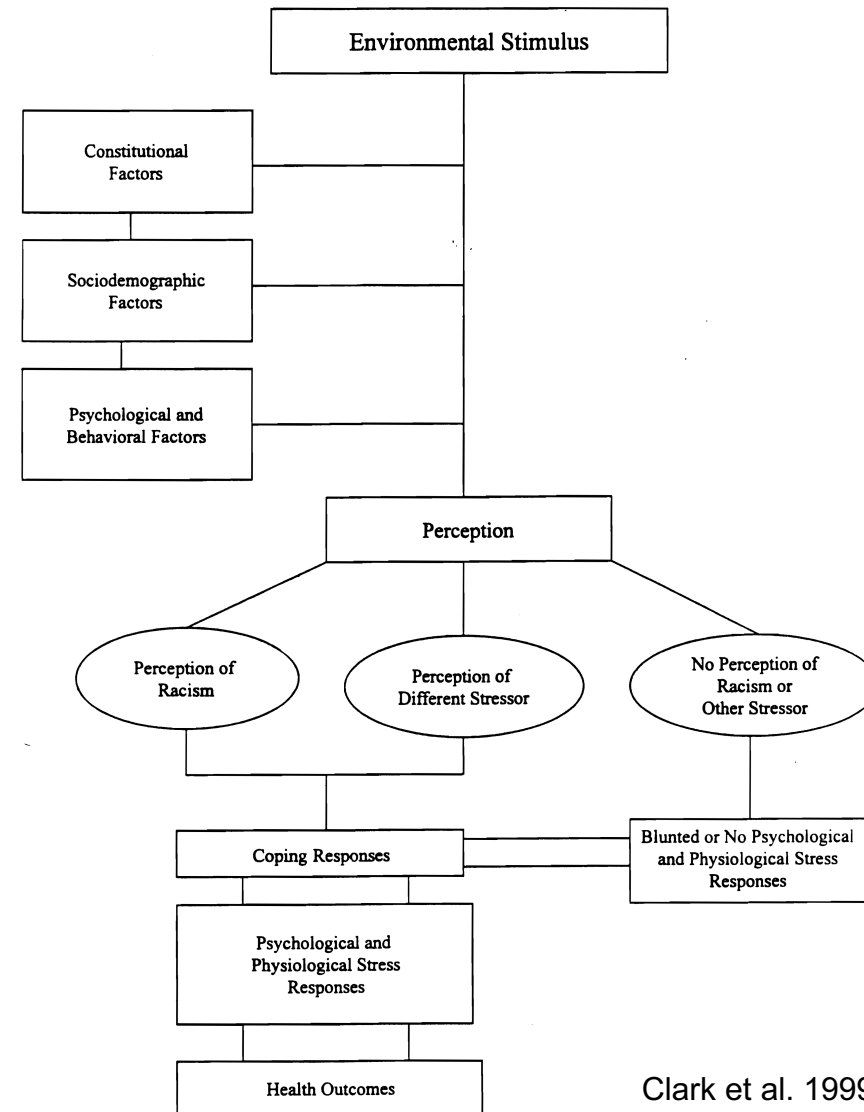 Environmental Stimulus
Constitutional
Factors
Sociodemographic
Factors
Psychological and
Behavioral Factors
Perception
Perception of
Racism
Perception of
Different Stressor
No Perception of
Racism or
Other Stressor
Coping Responses
Blunted or No Psychological
and Physiological Stress
Responses
Psychological and
Physiological Stress
Responses
Health Outcomes
Clark et al. 1999